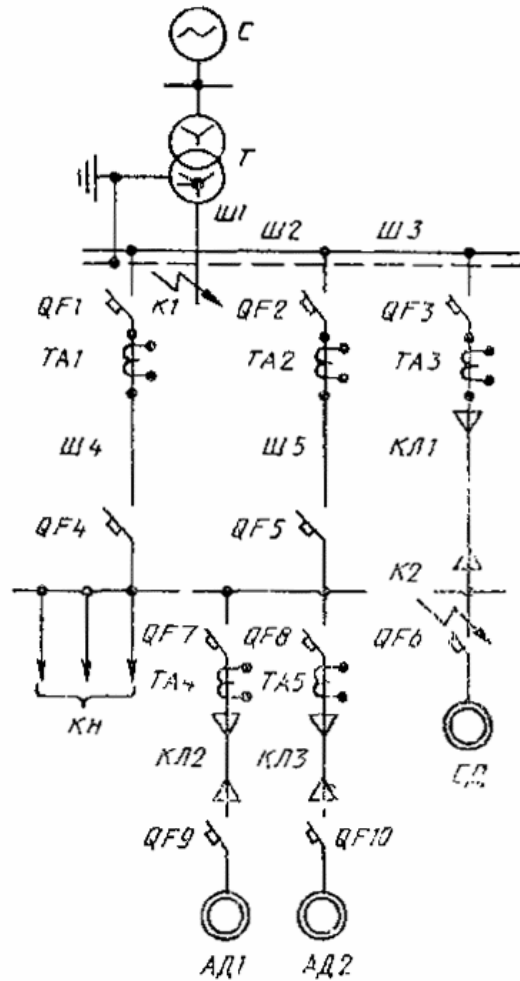 С
Т
Ш1
Ш2 Ш3
QF1 К1 QF2 QF3
ТА1 ТА2 ТА3
КЛ1
Ш4 Ш5
QF4 QF5
К2
QF7 QF8 QF6
ТА4 ТА5
КН
КЛ2 КЛ3 СД
QF9 QF10
АД1 АД2